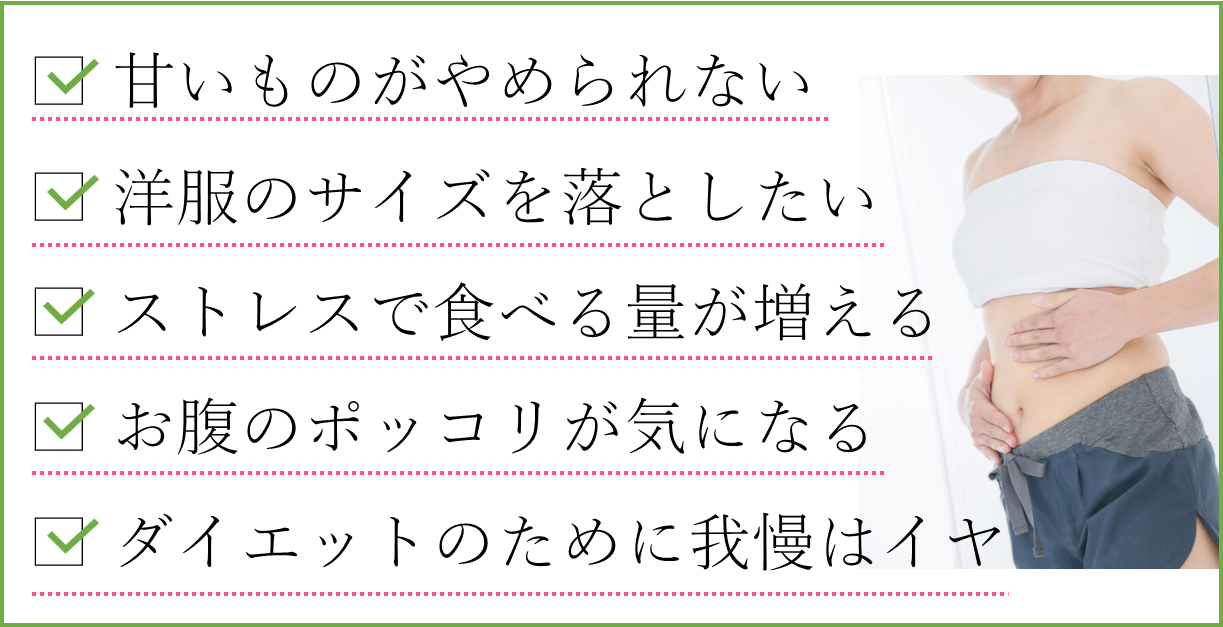 甘いものがやめられない
洋服のサイズを落としたい
ストレスで食べる量が増える
お腹のポッコリが気になる
ダイエットのために我慢はイヤ